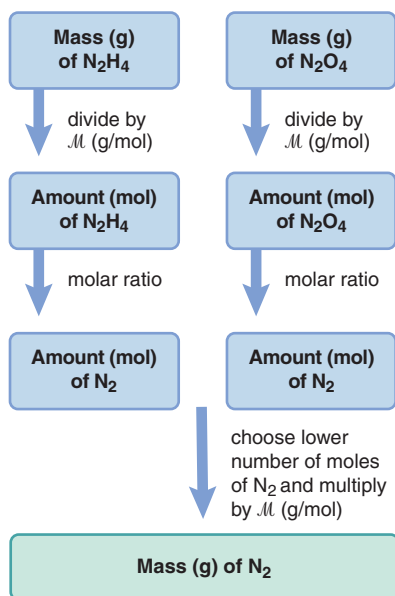 Mass (g)
of N₂H₄
Mass (g)
of N₂O₄
divide by
ℳ (g/mol)
divide by
ℳ (g/mol)
Amount (mol)
of N₂H₄
Amount (mol)
of N₂O₄
molar ratio
molar ratio
Amount (mol)
of N₂
Amount (mol)
of N₂
choose lower
number of moles
of N₂ and multiply
by ℳ (g/mol)
Mass (g) of N₂